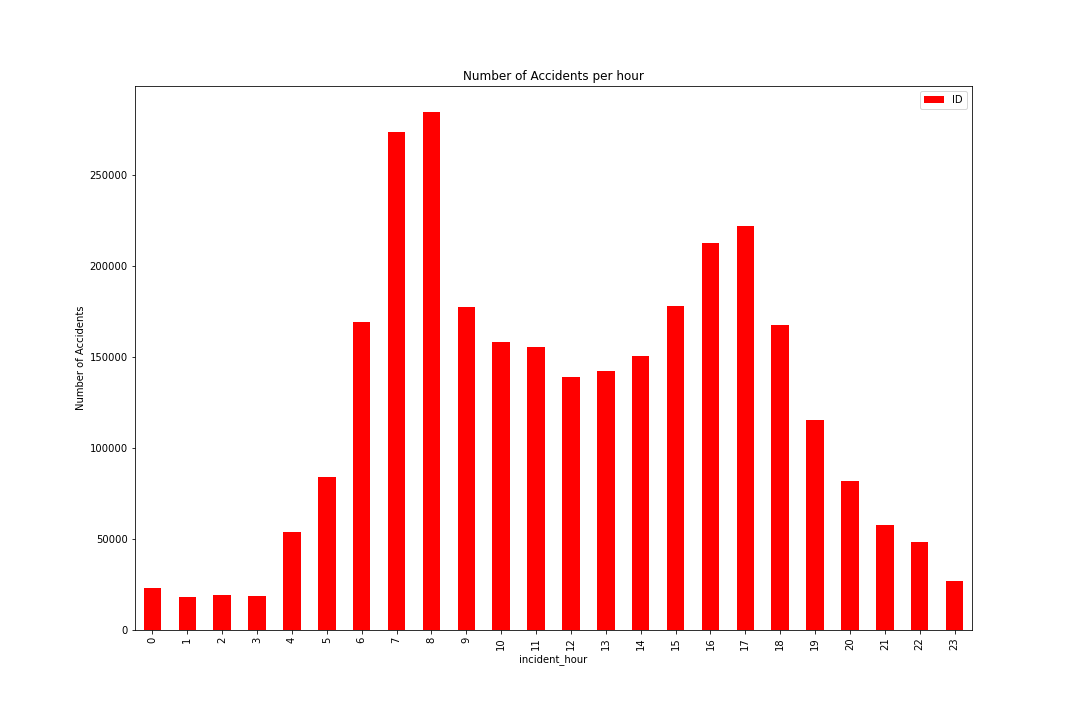 Number of Accidents per hour
ID
250000
200000
150000
100000
50000
0
Number of Accidents
0 1 2 3 4 5 6 7 8 9 10 11 12 13 14 15 16 17 18 19 20 21 22 23
incident_hour